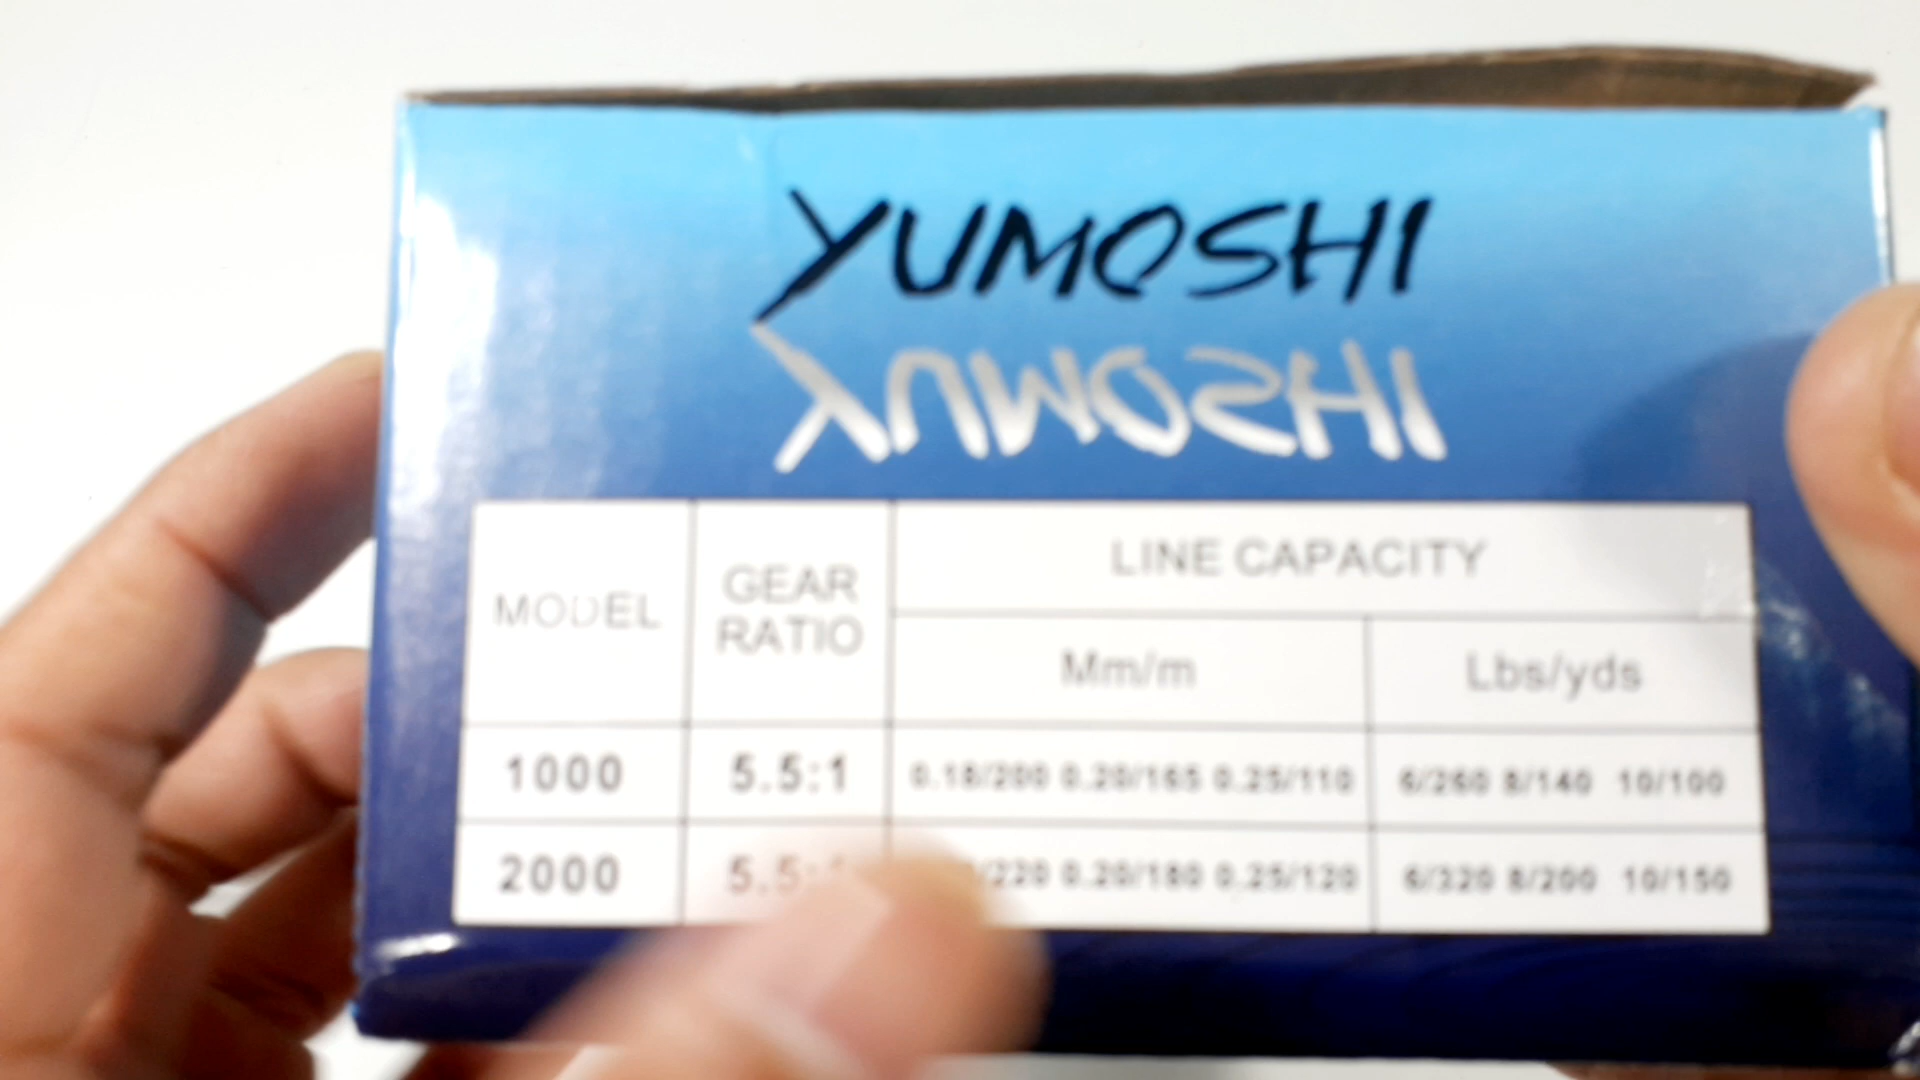 YUMOSHI
YUMOSHI
MODEL GEAR RATIO LINE CAPACITY
Mm/m Lbs/yds
1000 5.5:1 0.18/200 0.20/165 0.25/110 6/260 8/140 10/100
2000 5.5: /220 0.20/180 0.25/120 6/320 8/200 10/150